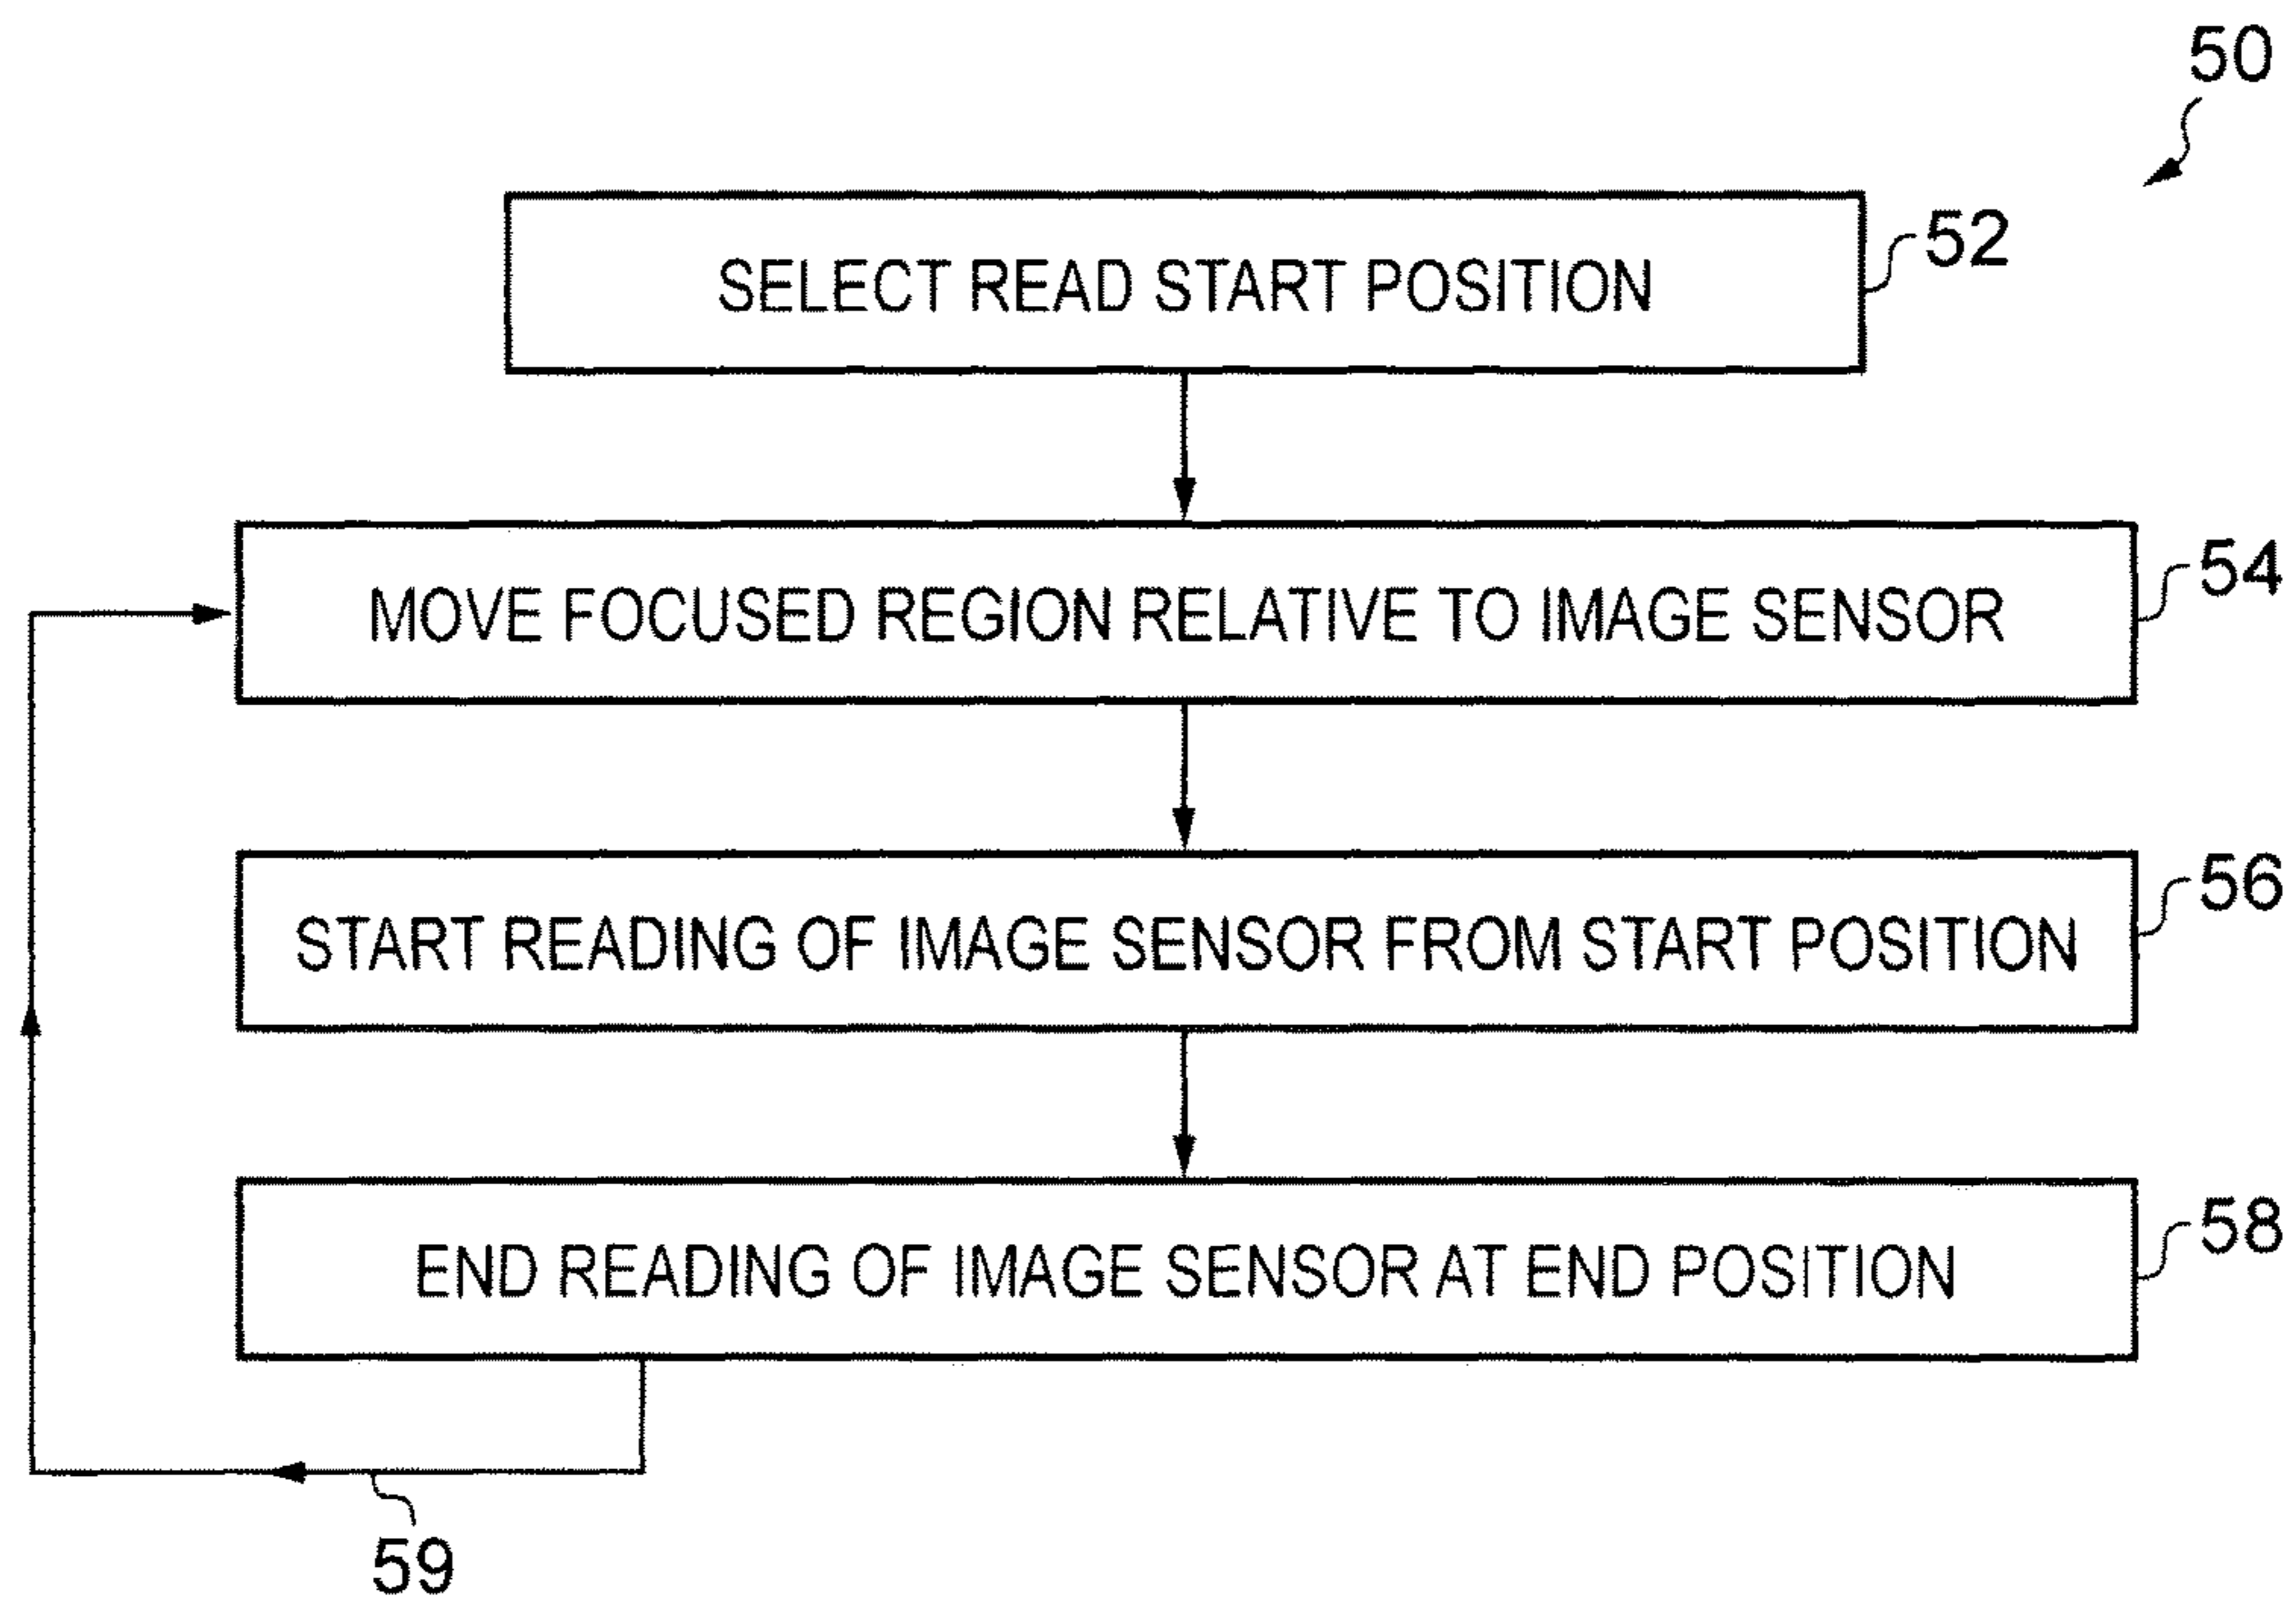 50
SELECT READ START POSITION
52
MOVE FOCUSED REGION RELATIVE TO IMAGE SENSOR
54
START READING OF IMAGE SENSOR FROM START POSITION
56
END READING OF IMAGE SENSOR AT END POSITION
58
59